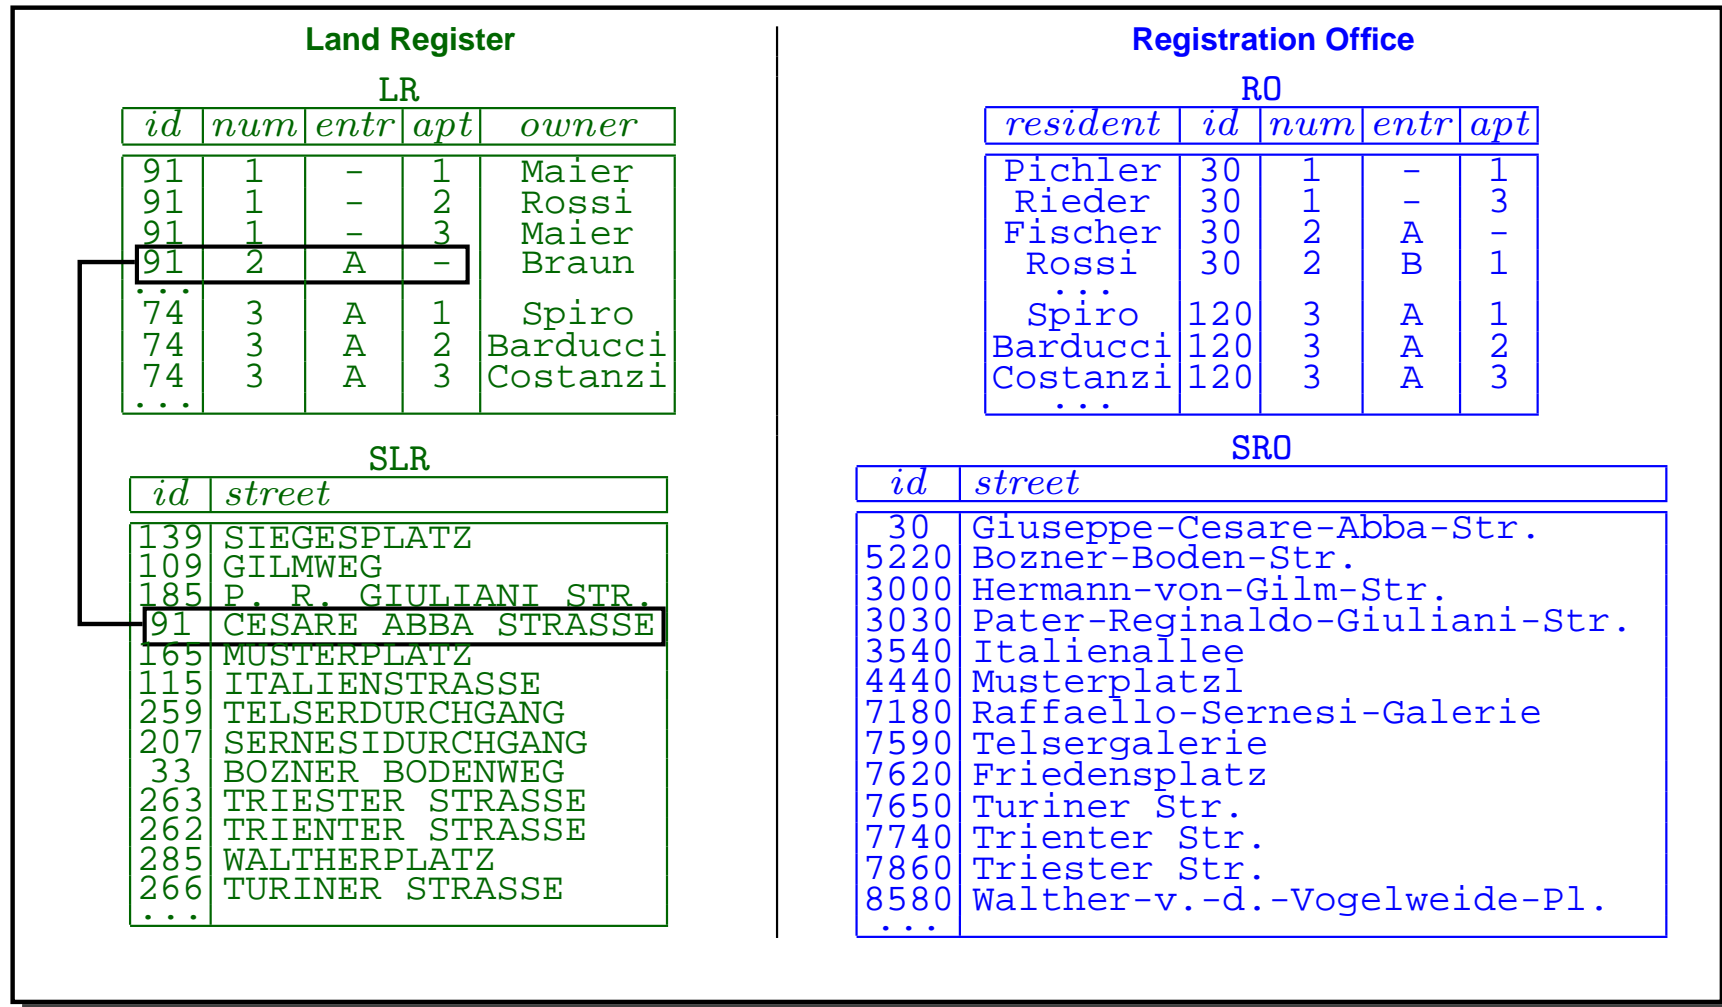 Land Register
LR
id num entr apt owner
91 1 - 1 Maier
91 1 - 2 Rossi
91 1 - 3 Maier
91 2 A - Braun
...
74 3 A 1 Spiro
74 3 A 2 Barducci
74 3 A 3 Costanzi
...
SLR
id street
139 SIEGESPLATZ
109 GILMWEG
185 P. R. GIULIANI STR.
91 CESARE ABBA STRASSE
165 MUSTERPLATZ
115 ITALIENSTRASSE
259 TELSERDURCHGANG
207 SERNESIDURCHGANG
33 BOZNER BODENWEG
263 TRIESTER STRASSE
262 TRIENTER STRASSE
285 WALTHERPLATZ
266 TURINER STRASSE
...
Registration Office
RO
resident id num entr apt
Pichler 30 1 - 1
Rieder 30 1 - 3
Fischer 30 2 A -
Rossi 30 2 B 1
...
Spiro 120 3 A 1
Barducci 120 3 A 2
Costanzi 120 3 A 3
...
SRO
id street
30 Giuseppe-Cesare-Abba-Str.
5220 Bozner-Boden-Str.
3000 Hermann-von-Gilm-Str.
3030 Pater-Reginaldo-Giuliani-Str.
3540 Italienallee
4440 Musterplatzl
7180 Raffaello-Sernesi-Galerie
7590 Telsergalerie
7620 Friedensplatz
7650 Turiner Str.
7740 Trienter Str.
7860 Triester Str.
8580 Walther-v.-d.-Vogelweide-Pl.
...